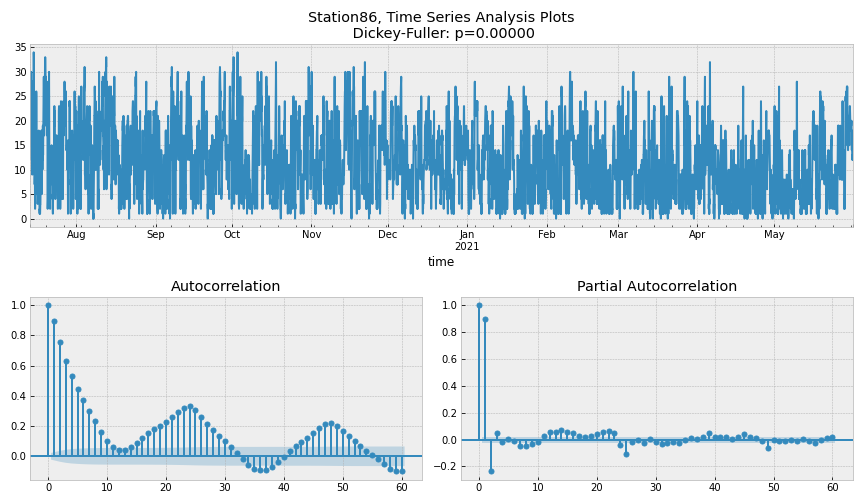 Station86, Time Series Analysis Plots
Dickey-Fuller: p=0.00000
35
30
25
20
15
10
5
0
Aug Sep Oct Nov Dec Jan Feb Mar Apr May
2021
time
Autocorrelation Partial Autocorrelation
1.0 1.0
0.8 0.8
0.6 0.6
0.4 0.4
0.2 0.2
0.0 0.0
−0.2
0 10 20 30 40 50 60 0 10 20 30 40 50 60